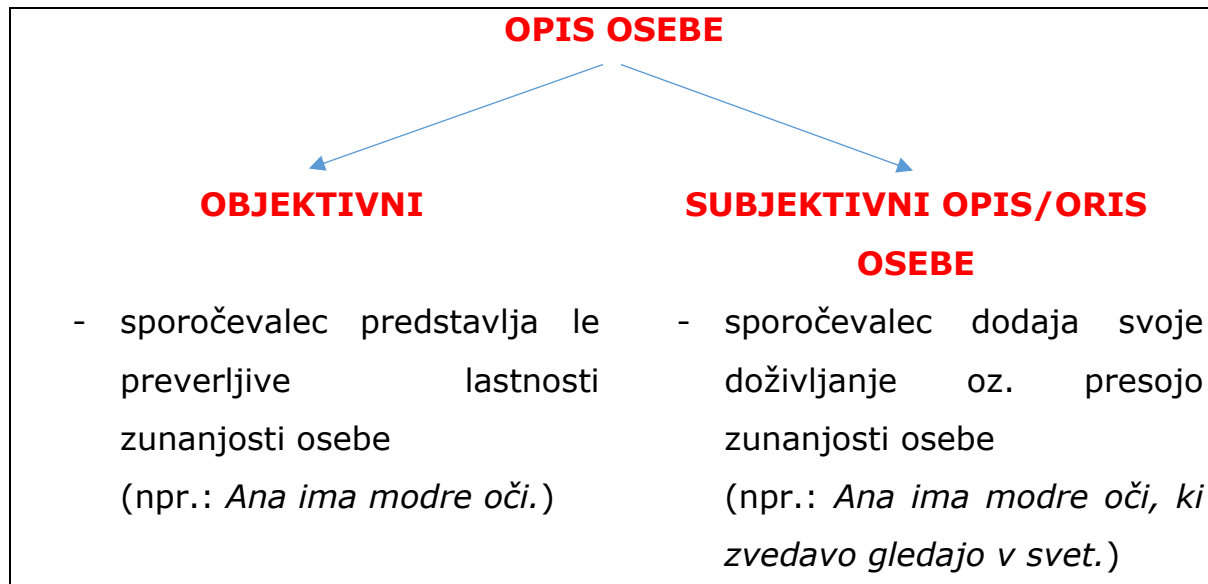 OPIS OSEBE
OBJEKTIVNI
- sporočevalec predstavlja le
preverljive lastnosti
zunanjosti osebe
(npr.: Ana ima modre oči.)
SUBJEKTIVNI OPIS/ORIS
OSEBE
- sporočevalec dodaja svoje
doživljanje oz. presojo
zunanjosti osebe
(npr.: Ana ima modre oči, ki
zvedavo gledajo v svet.)